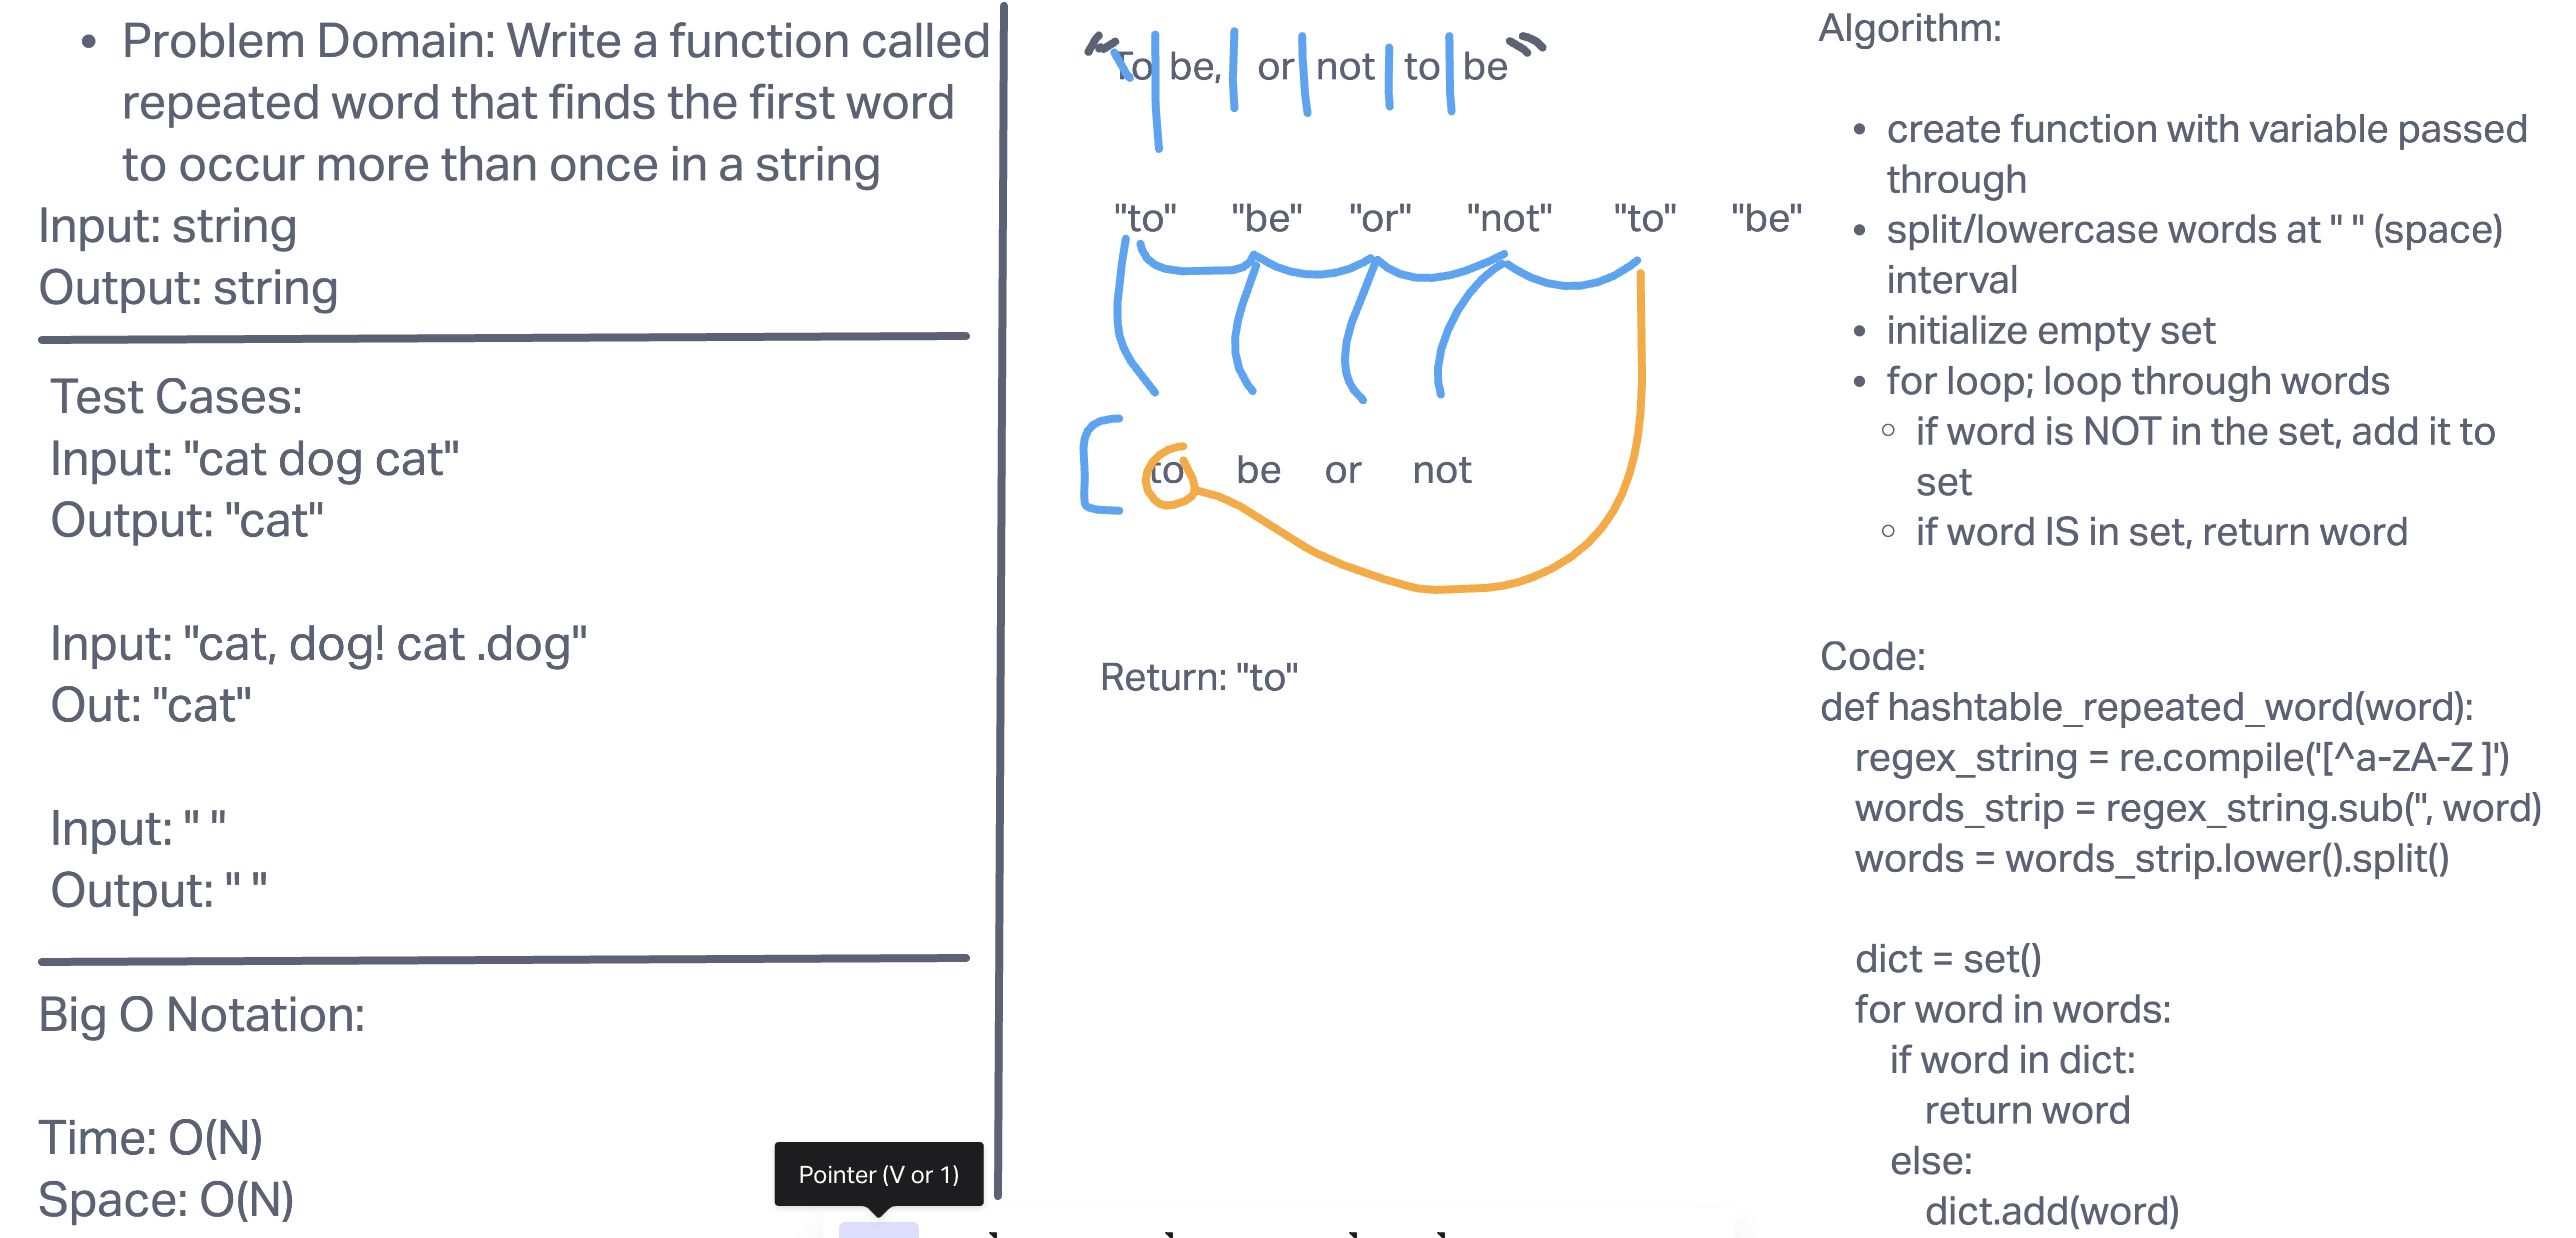 • Problem Domain: Write a function called
repeated word that finds the first word
to occur more than once in a string
Input: string
Output: string
Test Cases:
Input: "cat dog cat"
Output: "cat"
Input: "cat, dog! cat .dog"
Out: "cat"
Input: " "
Output: " "
Big O Notation:
Time: O(N)
Space: O(N)
Pointer (V or 1)
"To be, or not to be"
"to" "be" "or" "not" "to" "be"
[ to be or not
Return: "to"
Algorithm:
• create function with variable passed
through
• split/lowercase words at " " (space)
interval
• initialize empty set
• for loop; loop through words
◦ if word is NOT in the set, add it to
set
◦ if word IS in set, return word
Code:
def hashtable_repeated_word(word):
regex_string = re.compile('[^a-zA-Z ]')
words_strip = regex_string.sub('', word)
words = words_strip.lower().split()
dict = set()
for word in words:
if word in dict:
return word
else:
dict.add(word)